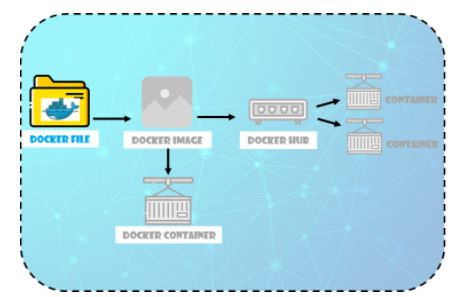 CONTAINER
DOCKER FILE
DOCKER IMAGE
DOCKER HUB
CONTAINER
DOCKER CONTAINER